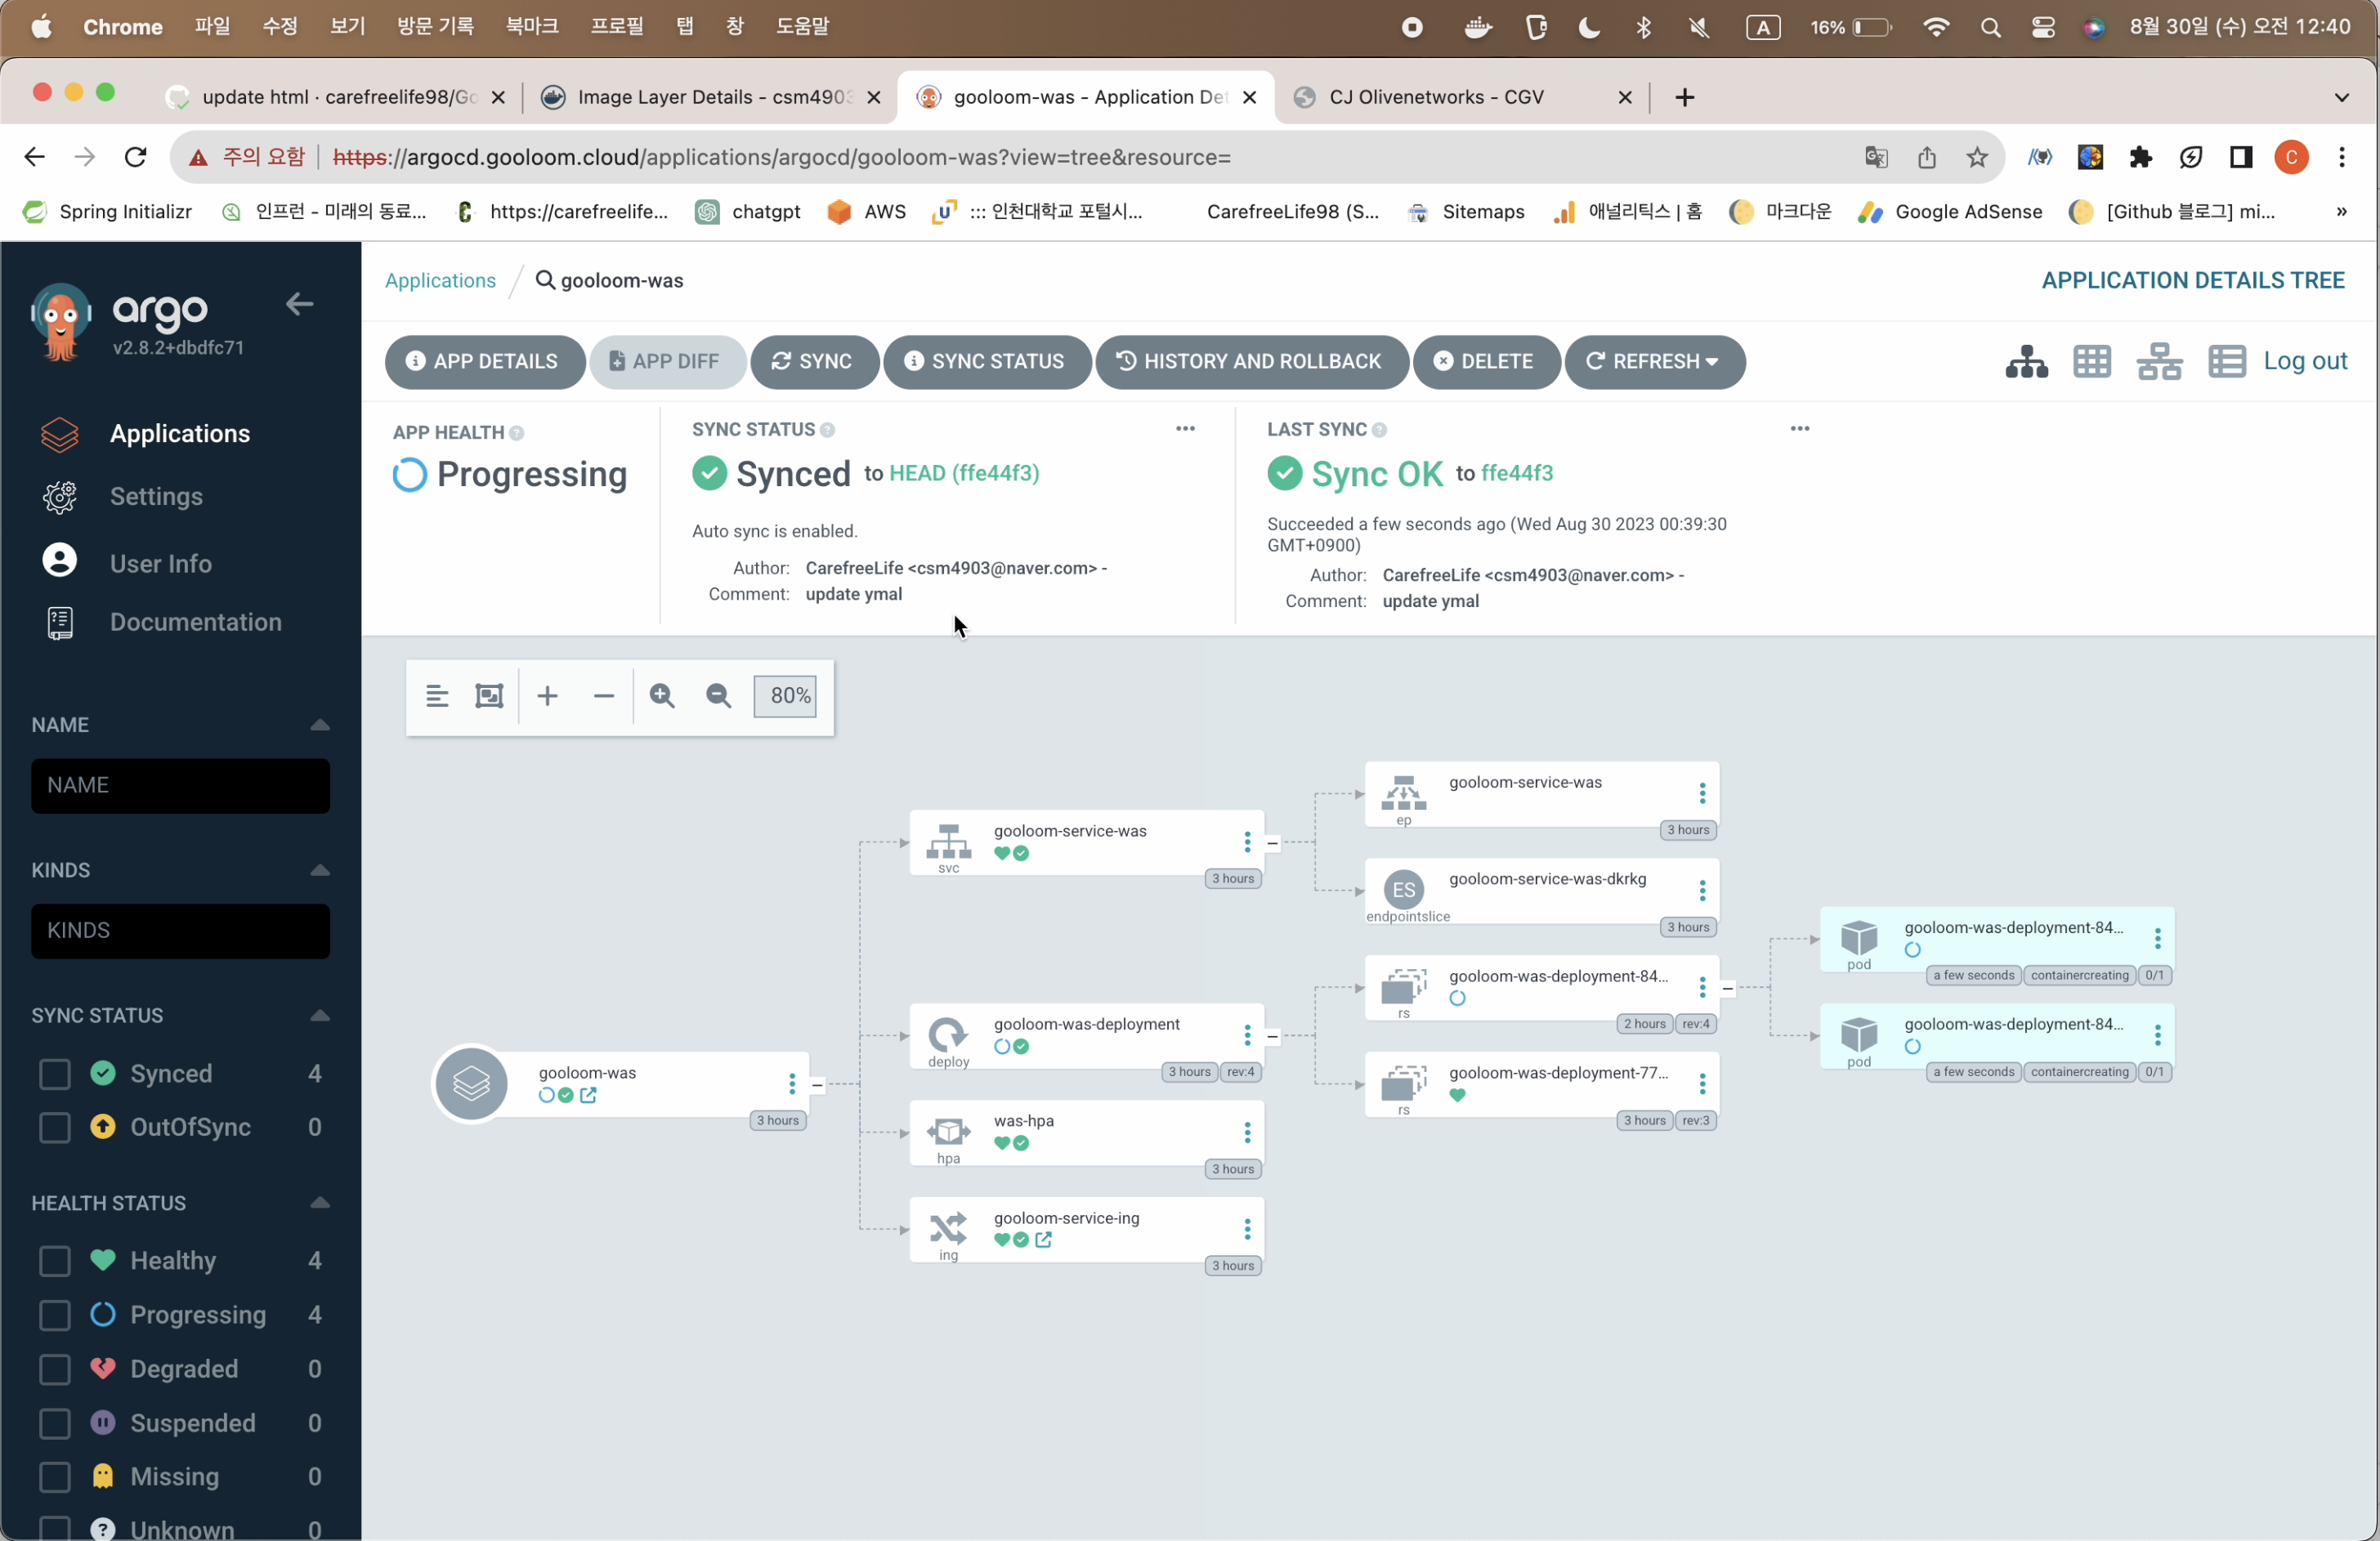 Chrome 파일 수정 보기 방문 기록 북마크 프로필 탭 창 도움말 A 16% 8월 30일 (수) 오전 12:40
update html · carefreelife98/Go Image Layer Details - csm4903 gooloom-was - Application Det CJ Olivenetworks - CGV
주의 요함 https://argocd.gooloom.cloud/applications/argocd/gooloom-was?view=tree&resource= C
Spring Initializr 인프런 - 미래의 동료... https://carefreelife... chatgpt AWS ::: 인천대학교 포털시... CarefreeLife98 (S... Sitemaps 애널리틱스 | 홈 마크다운 Google AdSense [Github 블로그] mi... »
argo
v2.8.2+dbdfc71
Applications
Settings
User Info
Documentation
NAME
NAME
KINDS
KINDS
SYNC STATUS
Synced 4
OutOfSync 0
HEALTH STATUS
Healthy 4
Progressing 4
Degraded 0
Suspended 0
Missing 0
Unknown 0
Applications / gooloom-was APPLICATION DETAILS TREE
APP DETAILS APP DIFF SYNC SYNC STATUS HISTORY AND ROLLBACK DELETE REFRESH Log out
APP HEALTH
Progressing
SYNC STATUS
Synced to HEAD (ffe44f3)
Auto sync is enabled.
Author: CarefreeLife <csm4903@naver.com> -
Comment: update ymal
LAST SYNC
Sync OK to ffe44f3
Succeeded a few seconds ago (Wed Aug 30 2023 00:39:30
GMT+0900)
Author: CarefreeLife <csm4903@naver.com> -
Comment: update ymal
80%
gooloom-was
3 hours
gooloom-service-was
svc
3 hours
gooloom-was-deployment
deploy
3 hours rev:4
was-hpa
hpa
3 hours
gooloom-service-ing
ing
3 hours
gooloom-service-was
ep
3 hours
ES
gooloom-service-was-dkrkg
endpointslice
3 hours
gooloom-was-deployment-84...
rs
2 hours rev:4
gooloom-was-deployment-77...
rs
3 hours rev:3
gooloom-was-deployment-84...
pod
a few seconds containercreating 0/1
gooloom-was-deployment-84...
pod
a few seconds containercreating 0/1